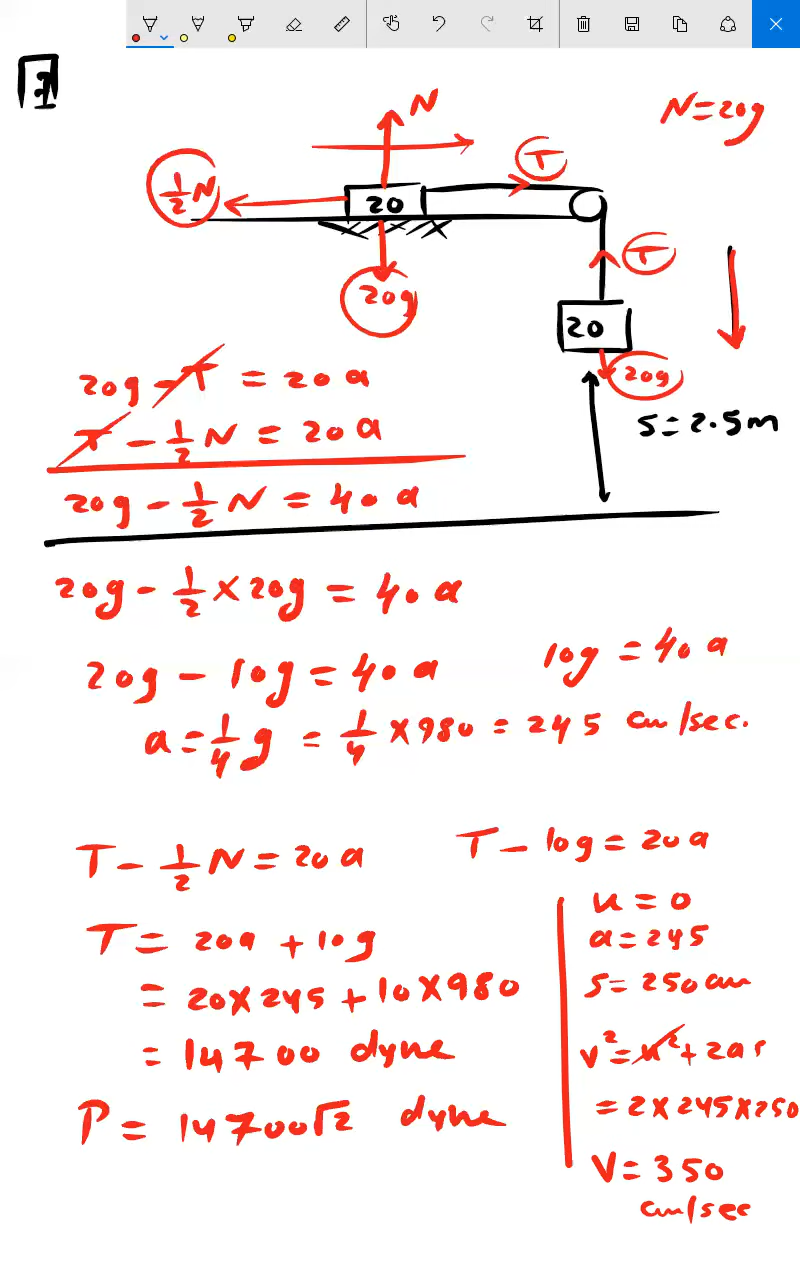 N
N=20g
T
½N
20
20g
T
20
20g
S=2.5m
20g-T = 20a
T-½N = 20a
20g-½N = 40a
20g-½×20g = 40a
20g-10g = 40a
10g = 40a
a=¼g = ¼×980 = 245 cm/sec.
T-½N=20a
T-10g=20a
T= 20a+10g
= 20×245+10×980
= 14700 dyne
P= 14700√2 dyne
u=0
a=245
S=250cm
v²=u²+2as
=2×245×250
V=350
cm/sec